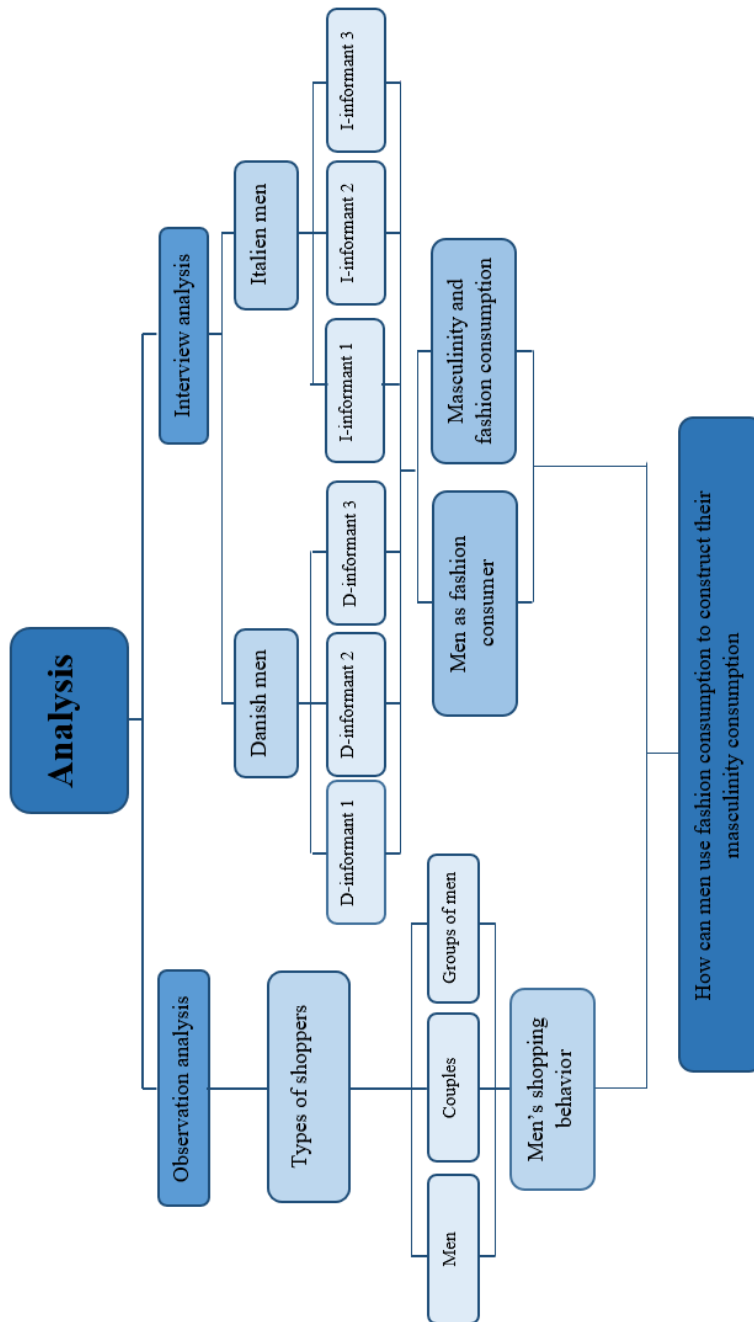 Analysis
Observation analysis
Interview analysis
Types of shoppers
Danish men
Italien men
D-informant 1
D-informant 2
D-informant 3
I-informant 1
I-informant 2
I-informant 3
Men
Couples
Groups of men
Men as fashion
consumer
Masculinity and
fashion consumption
Men’s shopping
behavior
How can men use fashion consumption to construct their
masculinity consumption